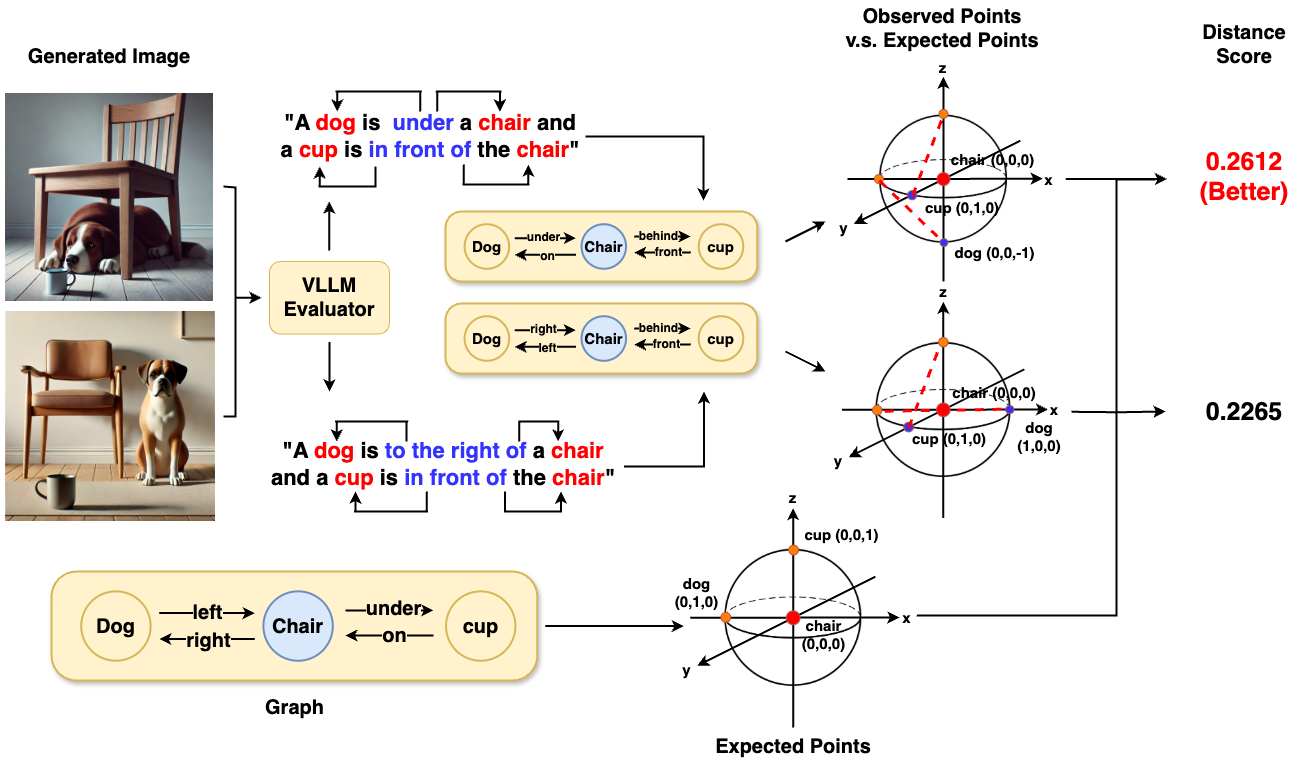 Generated Image
"A dog is under a chair and
a cup is in front of the chair"
VLLM
Evaluator
Dog
under
on
Chair
behind
front
cup
Dog
right
left
Chair
behind
front
cup
"A dog is to the right of a chair
and a cup is in front of the chair"
Observed Points
v.s. Expected Points
z
chair (0,0,0)
x
cup (0,1,0)
y
dog (0,0,-1)
z
chair (0,0,0)
x
cup (0,1,0)
dog
(1,0,0)
y
Distance
Score
0.2612
(Better)
0.2265
Dog
left
right
Chair
under
on
cup
Graph
z
cup (0,0,1)
dog
(0,1,0)
x
chair
(0,0,0)
y
Expected Points